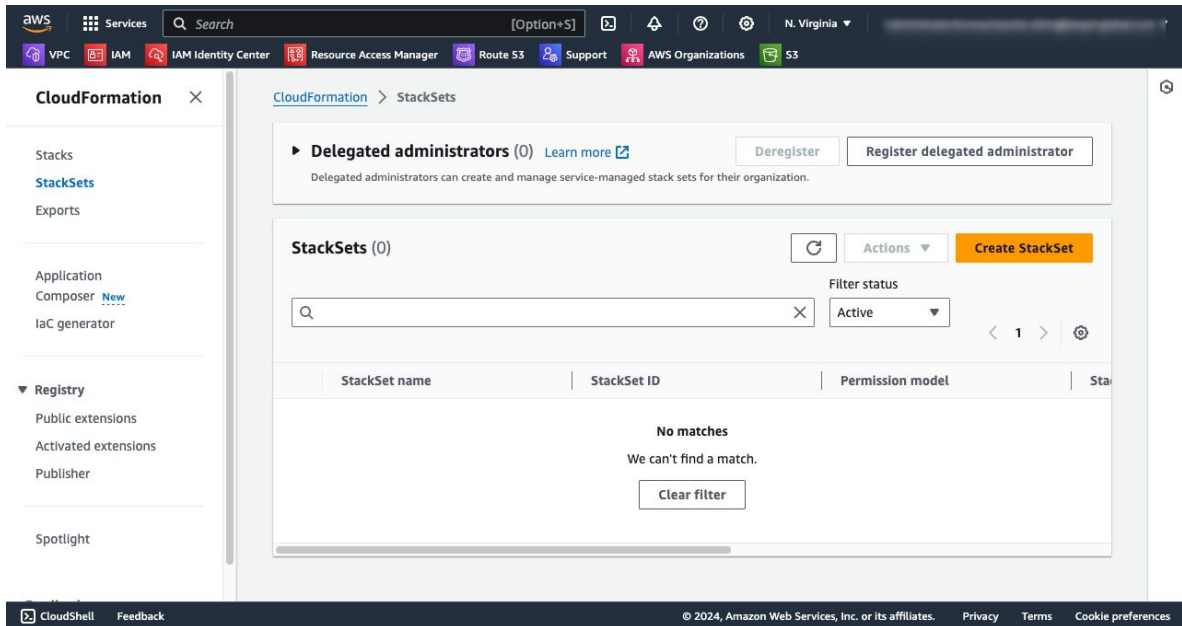 aws Services Search [Option+S] N. Virginia
VPC IAM IAM Identity Center Resource Access Manager Route 53 Support AWS Organizations S3
CloudFormation
Stacks
StackSets
Exports
Application
Composer New
IaC generator
Registry
Public extensions
Activated extensions
Publisher
Spotlight
CloudFormation > StackSets
Delegated administrators (0) Learn more Deregister Register delegated administrator
Delegated administrators can create and manage service-managed stack sets for their organization.
StackSets (0) Actions Create StackSet
Filter status
Active
1
StackSet name StackSet ID Permission model Sta
No matches
We can't find a match.
Clear filter
CloudShell Feedback © 2024, Amazon Web Services, Inc. or its affiliates. Privacy Terms Cookie preferences